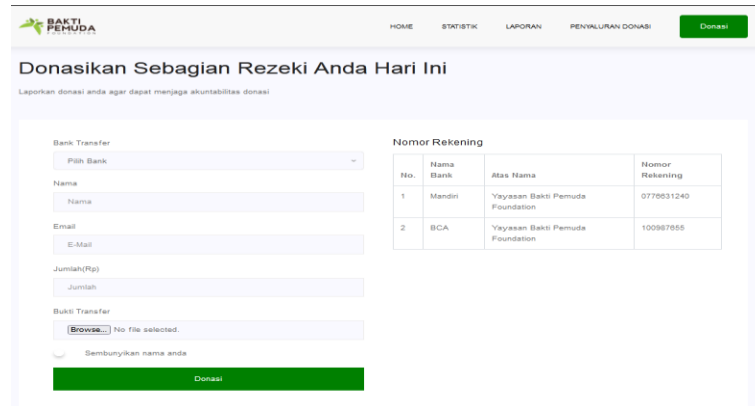 BAKTI
PEMUDA
FOUNDATION
HOME STATISTIK LAPORAN PENYALURAN DONASI Donasi
Donasikan Sebagian Rezeki Anda Hari Ini
Laporkan donasi anda agar dapat menjaga akuntabilitas donasi
Bank Transfer
Pilih Bank
Nama
Nama
Email
E-Mail
Jumlah(Rp)
Jumlah
Bukti Transfer
Browse... No file selected.
Sembunyikan nama anda
Donasi
Nomor Rekening
No. Nama Bank Atas Nama Nomor Rekening
1 Mandiri Yayasan Bakti Pemuda Foundation 0776631240
2 BCA Yayasan Bakti Pemuda Foundation 100987655